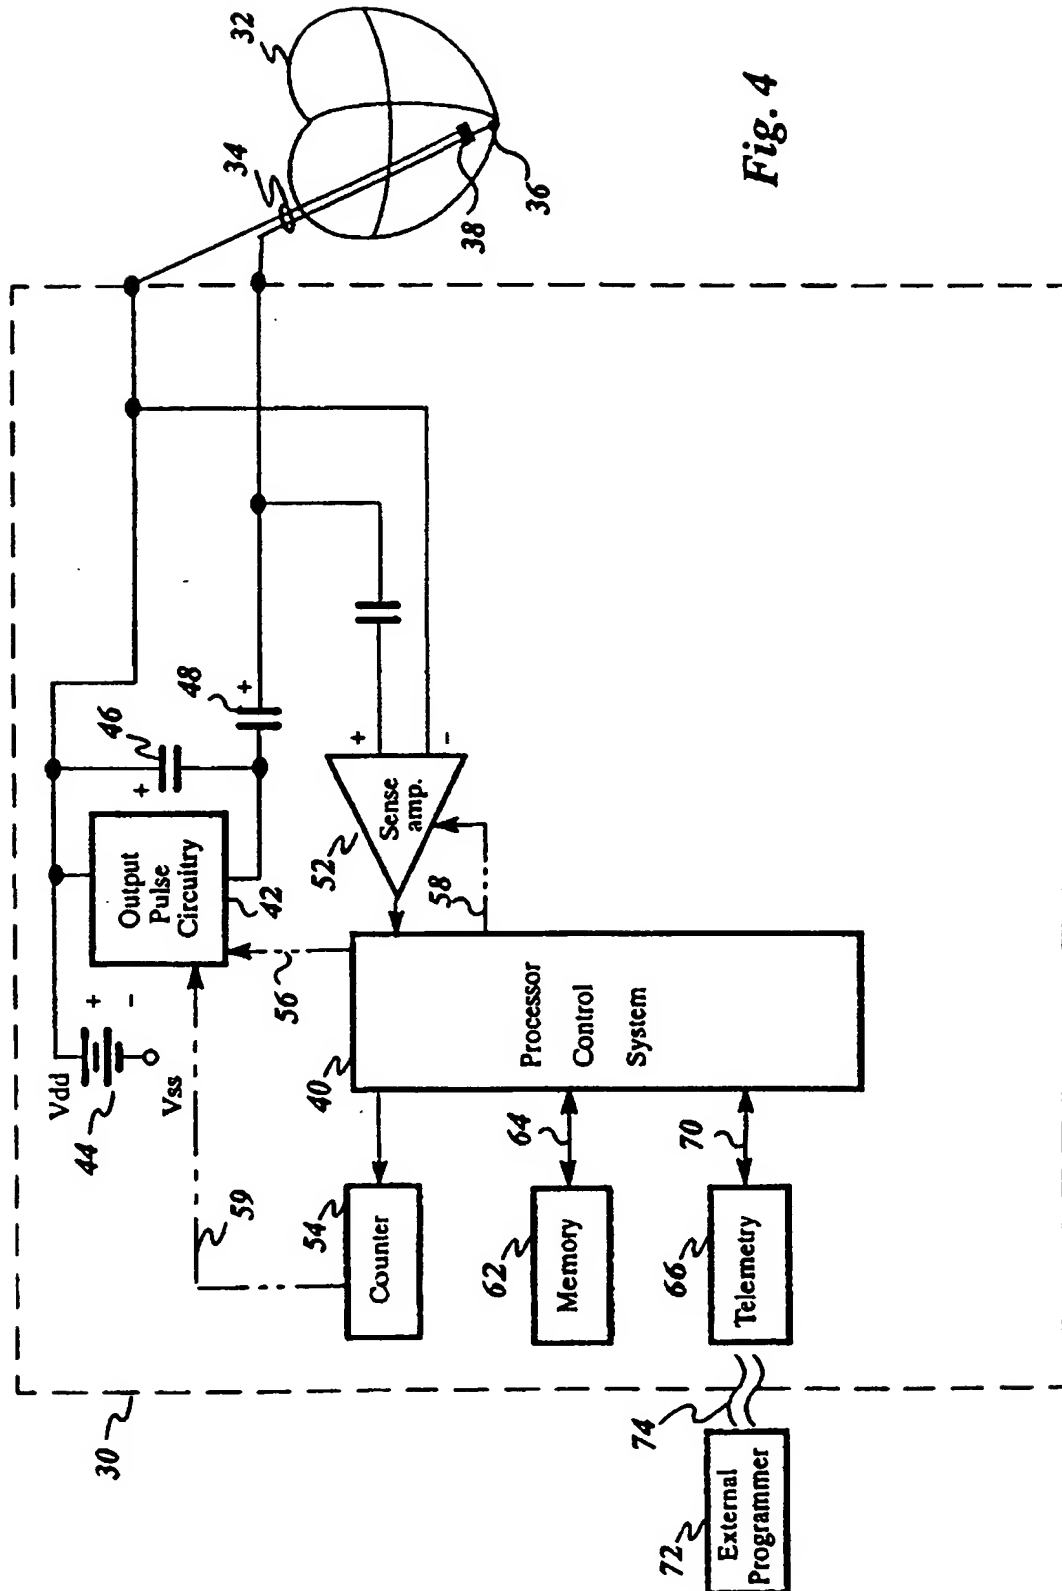 30
44
Vdd
+
-
Vss
Output
Pulse
Circuitry
42
46
+
48
+
34
32
38
36
59
56
52
+
-
Sense
amp.
58
54
Counter
40
Processor
Control
System
62
Memory
64
66
Telemetry
70
72
External
Programmer
74
Fig. 4